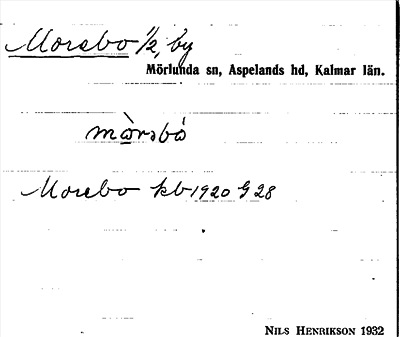 Morsbo 1/2, by
Mörlunda sn, Aspelands hd, Kalmar län.
mòrsbó
Morsbo kb 1920 G 28
NILS HENRIKSON 1932